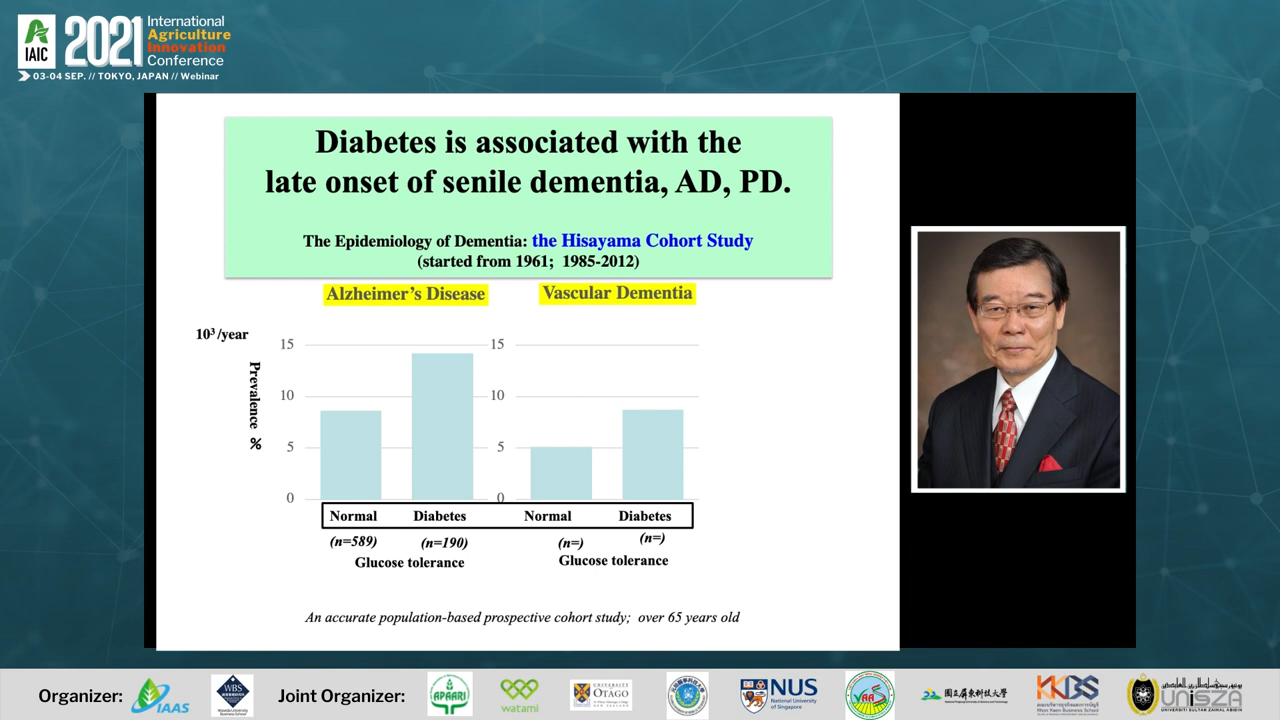 IAIC
2021
International
Agriculture
Innovation
Conference
03-04 SEP. // TOKYO, JAPAN // Webinar
Diabetes is associated with the
late onset of senile dementia, AD, PD.
The Epidemiology of Dementia: the Hisayama Cohort Study
(started from 1961; 1985-2012)
Alzheimer's Disease
Vascular Dementia
10³/year
Prevalence %
15
10
5
0
15
10
5
0
Normal Diabetes Normal Diabetes
(n=589) (n=190) (n=) (n=)
Glucose tolerance Glucose tolerance
An accurate population-based prospective cohort study; over 65 years old
Organizer:
IAAS
WBS
Joint Organizer:
APAARI
watami
UNIVERSITY
OTAGO
NUS
National University
of Singapore
VAAS
國立屏東科技大學
KKBS
Khon Kaen Business School
UniSZA
UNIVERSITI SULTAN ZAINAL ABIDIN